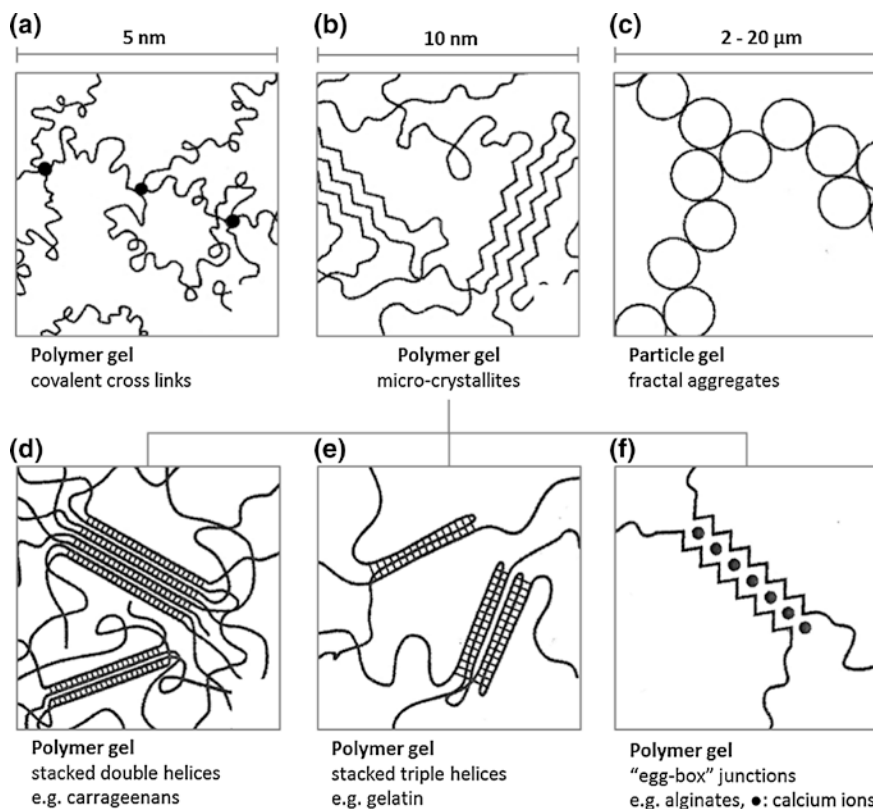 (a)
5 nm
(b)
10 nm
(c)
2 - 20 µm
Polymer gel
covalent cross links
Polymer gel
micro-crystallites
Particle gel
fractal aggregates
(d)
(e)
(f)
Polymer gel
stacked double helices
e.g. carrageenans
Polymer gel
stacked triple helices
e.g. gelatin
Polymer gel
“egg-box” junctions
e.g. alginates, ●: calcium ions